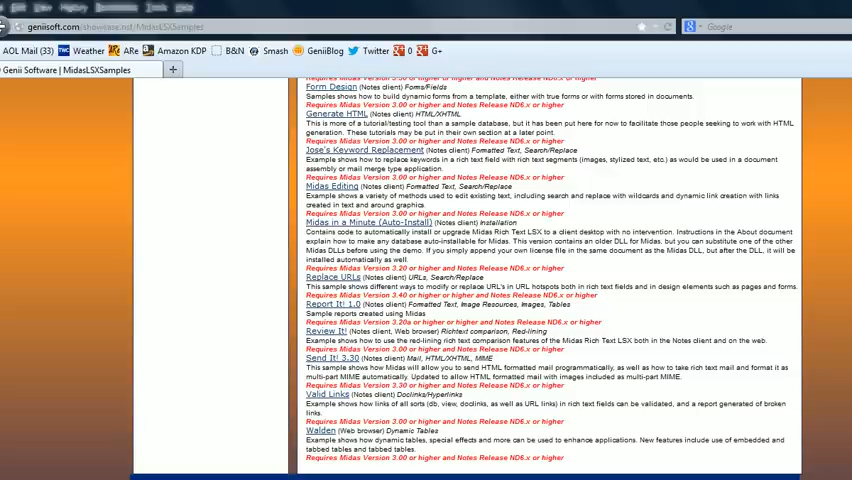 Edit View History Bookmarks Tools Help
geniisoft.com/showcase.nsf/MidasLSXSamples
Google
AOL Mail (33) Weather ARe Amazon KDP B&N Smash GeniiBlog Twitter 0 G+
Genii Software | MidasLSXSamples
Requires Midas Version 3.50 or higher or higher and Notes Release ND6.x or higher
Form Design (Notes client) Forms/Fields
Samples shows how to build dynamic forms from a template, either with true forms or with forms stored in documents.
Requires Midas Version 3.00 or higher and Notes Release ND6.x or higher
Generate HTML (Notes client) HTML/XHTML
This is more of a tutorial/testing tool than a sample database, but it has been put here for now to facilitate those people seeking to work with HTML
generation. These tutorials may be put in their own section at a later point.
Requires Midas Version 3.00 or higher and Notes Release ND6.x or higher
Jose's Keyword Replacement (Notes client) Formatted Text, Search/Replace
Example shows how to replace keywords in a rich text field with rich text segments (images, stylized text, etc.) as would be used in a document
assembly or mail merge type application.
Requires Midas Version 3.00 or higher and Notes Release ND6.x or higher
Midas Editing (Notes client) Formatted Text, Search/Replace
Example shows a variety of methods used to edit existing text, including search and replace with wildcards and dynamic link creation with links
created in text and around graphics.
Requires Midas Version 3.00 or higher and Notes Release ND6.x or higher
Midas in a Minute (Auto-Install) (Notes client) Installation
Contains code to automatically install or upgrade Midas Rich Text LSX to a client desktop with no intervention. Instructions in the About document
explain how to make any database auto-installable for Midas. This version contains an older DLL for Midas, but you can substitute one of the other
Midas DLLs before using the demo. If you simply append your own license file in the same document as the Midas DLL, but after the DLL, it will be
installed automatically as well.
Requires Midas Version 3.20 or higher and Notes Release ND6.x or higher
Replace URLs (Notes client) URLs, Search/Replace
This sample shows different ways to modify or replace URL's in URL hotspots both in rich text fields and in design elements such as pages and forms.
Requires Midas Version 3.40 or higher or higher and Notes Release ND6.x or higher
Report It! 1.0 (Notes client) Formatted Text, Image Resources, Images, Tables
Sample reports created using Midas
Requires Midas Version 3.20a or higher or higher and Notes Release ND6.x or higher
Review It! (Notes client, Web browser) Richtext comparison, Red-lining
Example how to use the red-lining rich text comparison features of the Midas Rich Text LSX both in the Notes client and on the web.
Requires Midas Version 3.00 or higher and Notes Release ND6.x or higher
Send It! 3.30 (Notes client) Mail, HTML/XHTML, MIME
This sample shows how Midas will allow you to send HTML formatted mail programmatically, as well as how to take rich text mail and format it as
multi-part MIME automatically. Updated to allow HTML formatted mail with images included as multi-part MIME.
Requires Midas Version 3.30 or higher and Notes Release ND6.x or higher
Valid Links (Notes client) Doclinks/Hyperlinks
Example shows how links of all sorts (db, view, doclinks, as well as URL links) in rich text fields can be validated, and a report generated of broken
links.
Requires Midas Version 3.00 or higher and Notes Release ND6.x or higher
Walden (Web browser) Dynamic Tables
Example shows how dynamic tables, special effects and more can be used to enhance applications. New features include use of embedded and
tabbed tables and tabbed tables.
Requires Midas Version 3.00 or higher and Notes Release ND6.x or higher